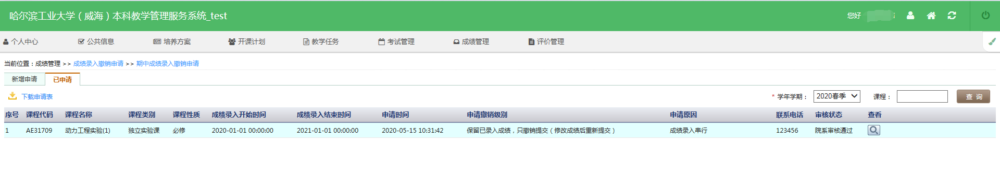 哈尔滨工业大学（威海）本科教学管理服务系统_test 您好
个人中心 公共信息 培养方案 开课计划 教学任务 考试管理 成绩管理 评价管理
当前位置：成绩管理 >> 成绩录入撤销申请 >> 期中成绩录入撤销申请
新增申请 已申请
下载申请表 * 学年学期： 2020春季 课程： 查 询
序号 课程代码 课程名称 课程类别 课程性质 成绩录入开始时间 成绩录入结束时间 申请时间 申请撤销级别 申请原因 联系电话 审核状态 查看
1 AE31709 动力工程实验(1) 独立实验课 必修 2020-01-01 00:00:00 2021-01-01 00:00:00 2020-05-15 10:31:42 保留已录入成绩，只撤销提交（修改成绩后重新提交） 成绩录入串行 123456 院系审核通过